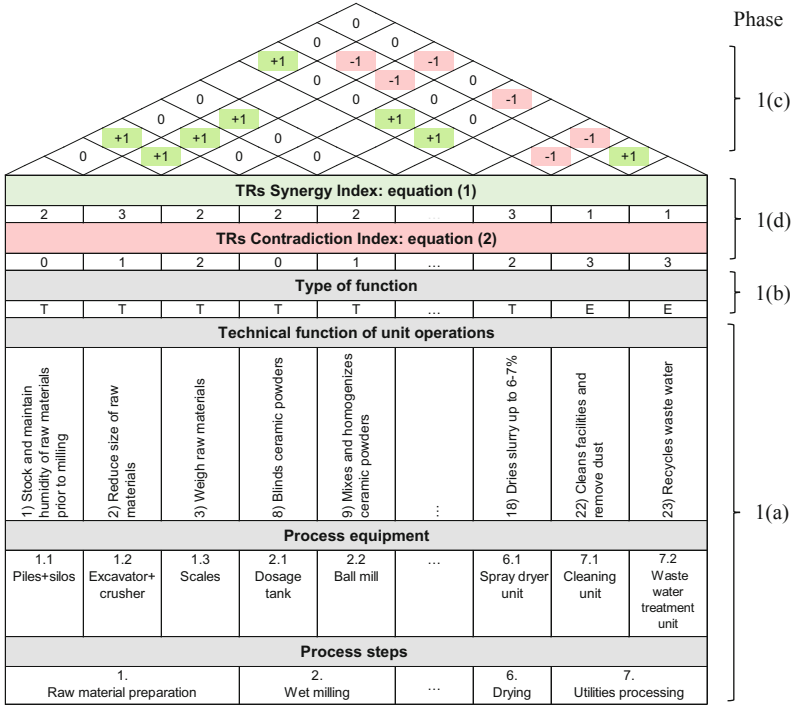 Phase
0
0 0
+1 -1 -1
0 -1
0 0 0 -1
1(c)
0 +1 0 +1 0
+1 +1 0 +1 -1
0 +1 0 0 -1 +1
TRs Synergy Index: equation (1)
2 3 2 2 2 ... 3 1 1
1(d)
TRs Contradiction Index: equation (2)
0 1 2 0 1 ... 2 3 3
Type of function
1(b)
T T T T T ... T E E
Technical function of unit operations
1) Stock and maintain
humidity of raw materials
prior to milling
2) Reduce size of raw
materials
3) Weigh raw materials
8) Blinds ceramic powders
9) Mixes and homogenizes
ceramic powders
...
18) Dries slurry up to 6-7%
22) Cleans facilities and
remove dust
23) Recycles waste water
1(a)
Process equipment
1.1
Piles+silos
1.2
Excavator+
crusher
1.3
Scales
2.1
Dosage
tank
2.2
Ball mill
...
6.1
Spray dryer
unit
7.1
Cleaning
unit
7.2
Waste
water
treatment
unit
Process steps
1.
Raw material preparation
2.
Wet milling
...
6.
Drying
7.
Utilities processing